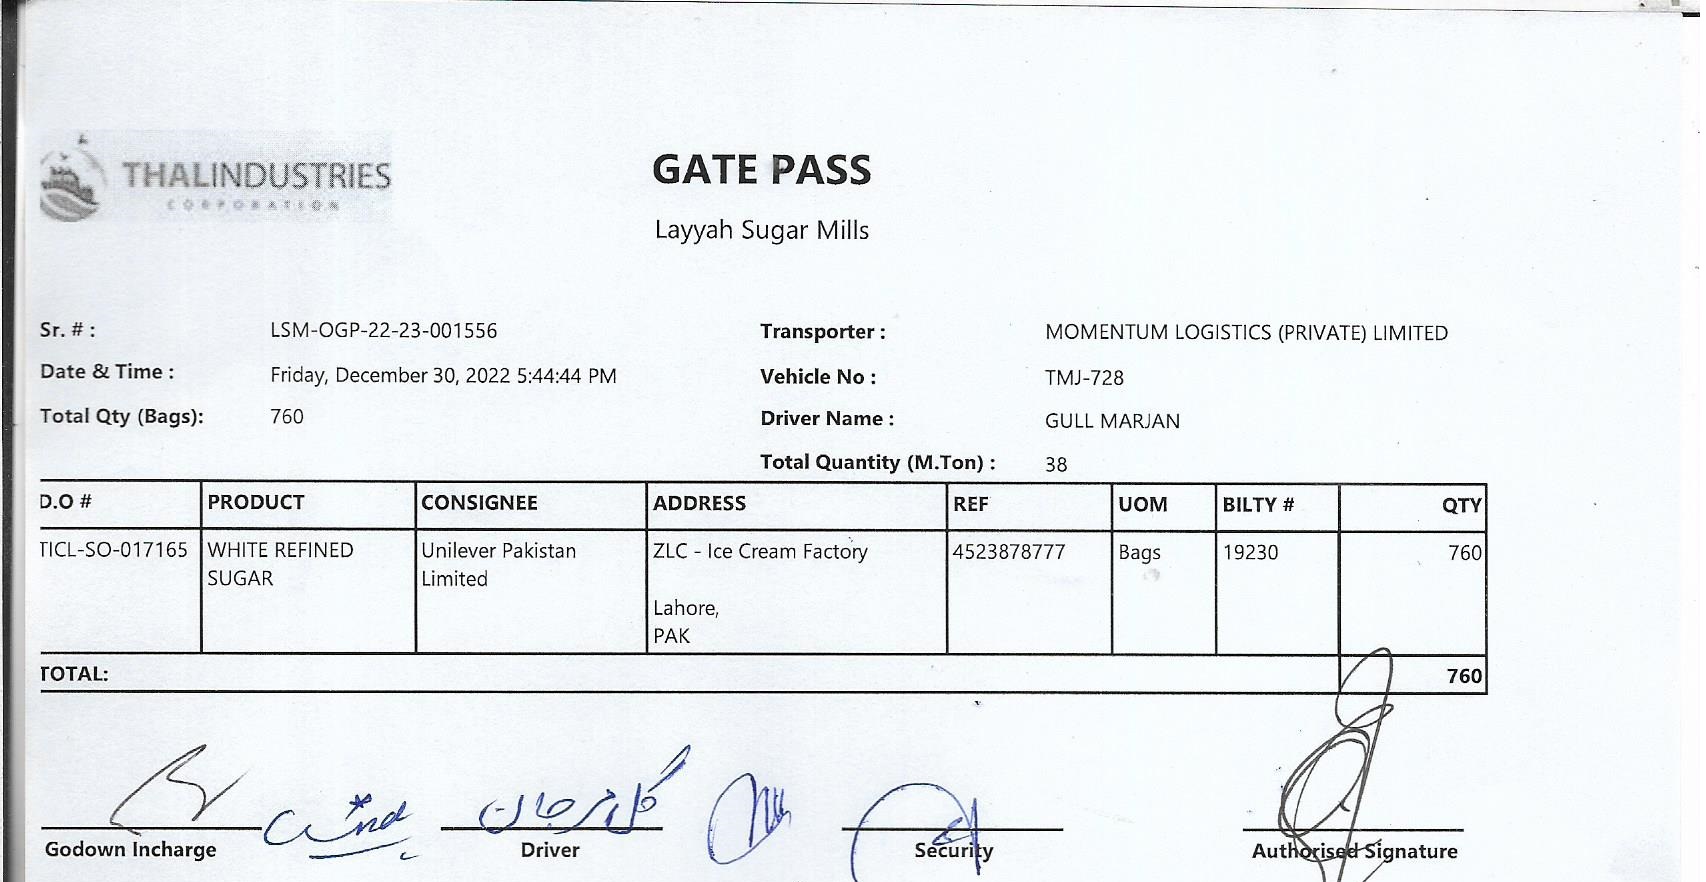 THALINDUSTRIES
CORPORATION
GATE PASS
Layyah Sugar Mills
Sr. # : LSM-OGP-22-23-001556 Transporter : MOMENTUM LOGISTICS (PRIVATE) LIMITED
Date & Time : Friday, December 30, 2022 5:44:44 PM Vehicle No : TMJ-728
Total Qty (Bags): 760 Driver Name : GULL MARJAN
Total Quantity (M.Ton) : 38
D.O # PRODUCT CONSIGNEE ADDRESS REF UOM BILTY # QTY
TICL-SO-017165 WHITE REFINED Unilever Pakistan ZLC - Ice Cream Factory 4523878777 Bags 19230 760
SUGAR Limited
Lahore,
PAK
TOTAL: 760
گل مرجان
Godown Incharge Driver Security Authorised Signature